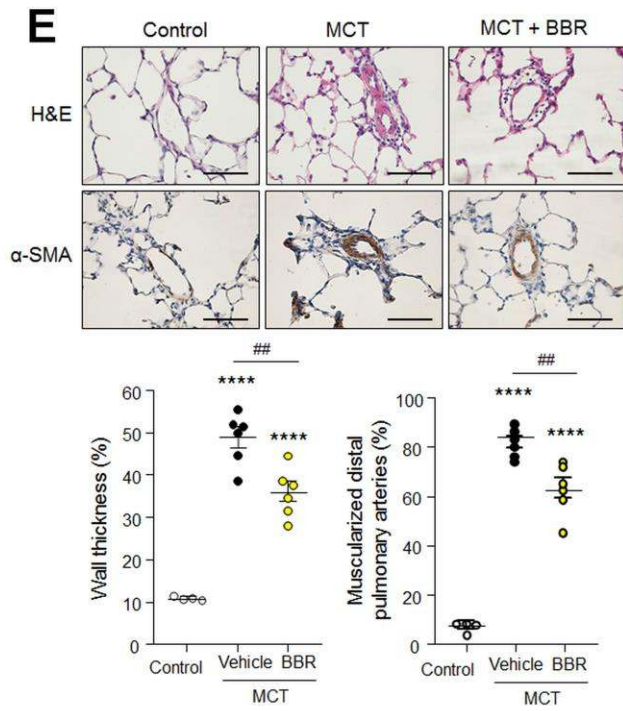 E
Control MCT MCT + BBR
H&E
α-SMA
##
****
****
60
50
40
30
20
10
0
Wall thickness (%)
Control Vehicle BBR
MCT
##
****
****
100
80
60
40
20
0
Muscularized distal
pulmonary arteries (%)
Control Vehicle BBR
MCT